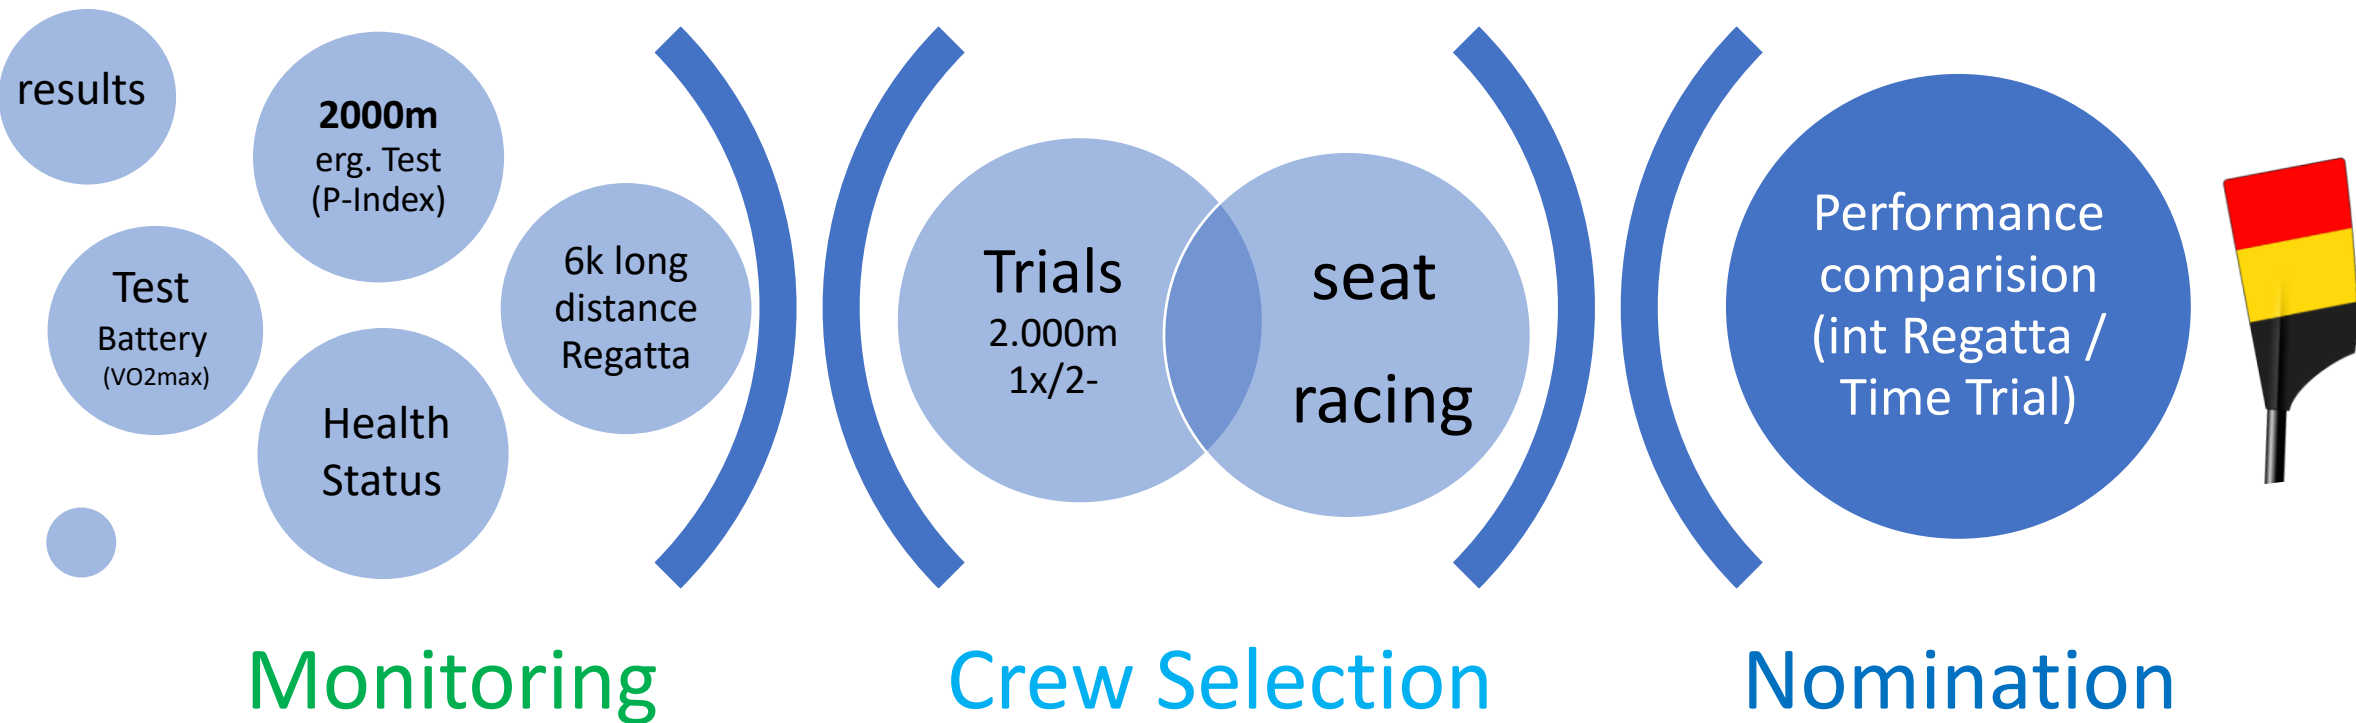 results
2000m
erg. Test
(P-Index)
Test
Battery
(VO2max)
Health
Status
6k long
distance
Regatta
Trials
2.000m
1x/2-
seat
racing
Performance
comparision
(int Regatta /
Time Trial)
Monitoring
Crew Selection
Nomination